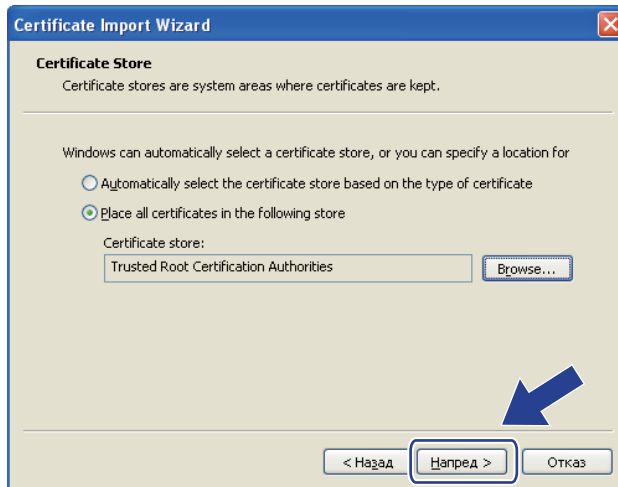 Certificate Import Wizard
Certificate Store
Certificate stores are system areas where certificates are kept.
Windows can automatically select a certificate store, or you can specify a location for
Automatically select the certificate store based on the type of certificate
Place all certificates in the following store
Certificate store:
Trusted Root Certification Authorities
Browse...
< Назад
Напред >
Отказ